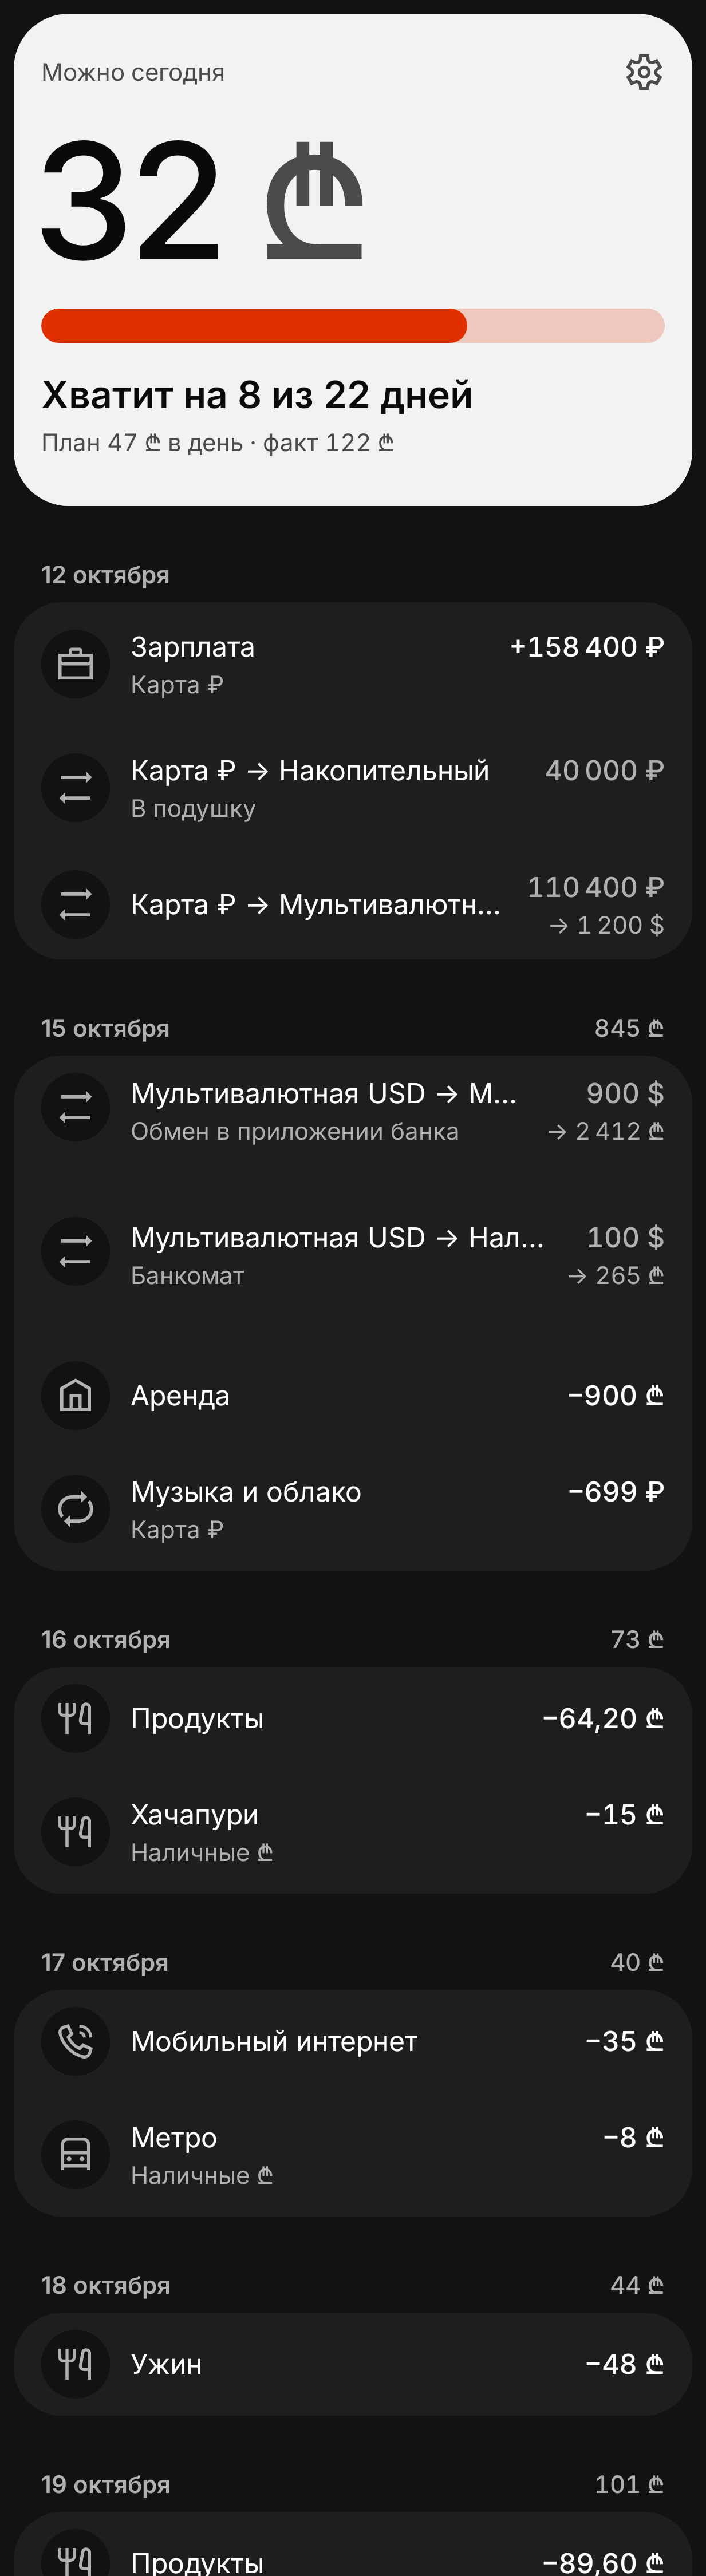 Можно сегодня
32 ₾
Хватит на 8 из 22 дней
План 47 ₾ в день · факт 122 ₾
12 октября
Зарплата +158 400 ₽
Карта ₽
Карта ₽ → Накопительный 40 000 ₽
В подушку
Карта ₽ → Мультивалютн... 110 400 ₽
→ 1 200 $
15 октября 845 ₾
Мультивалютная USD → М... 900 $
Обмен в приложении банка → 2 412 ₾
Мультивалютная USD → Нал... 100 $
Банкомат → 265 ₾
Аренда −900 ₾
Музыка и облако −699 ₽
Карта ₽
16 октября 73 ₾
Продукты −64,20 ₾
Хачапури −15 ₾
Наличные ₾
17 октября 40 ₾
Мобильный интернет −35 ₾
Метро −8 ₾
Наличные ₾
18 октября 44 ₾
Ужин −48 ₾
19 октября 101 ₾
Продукты −89,60 ₾